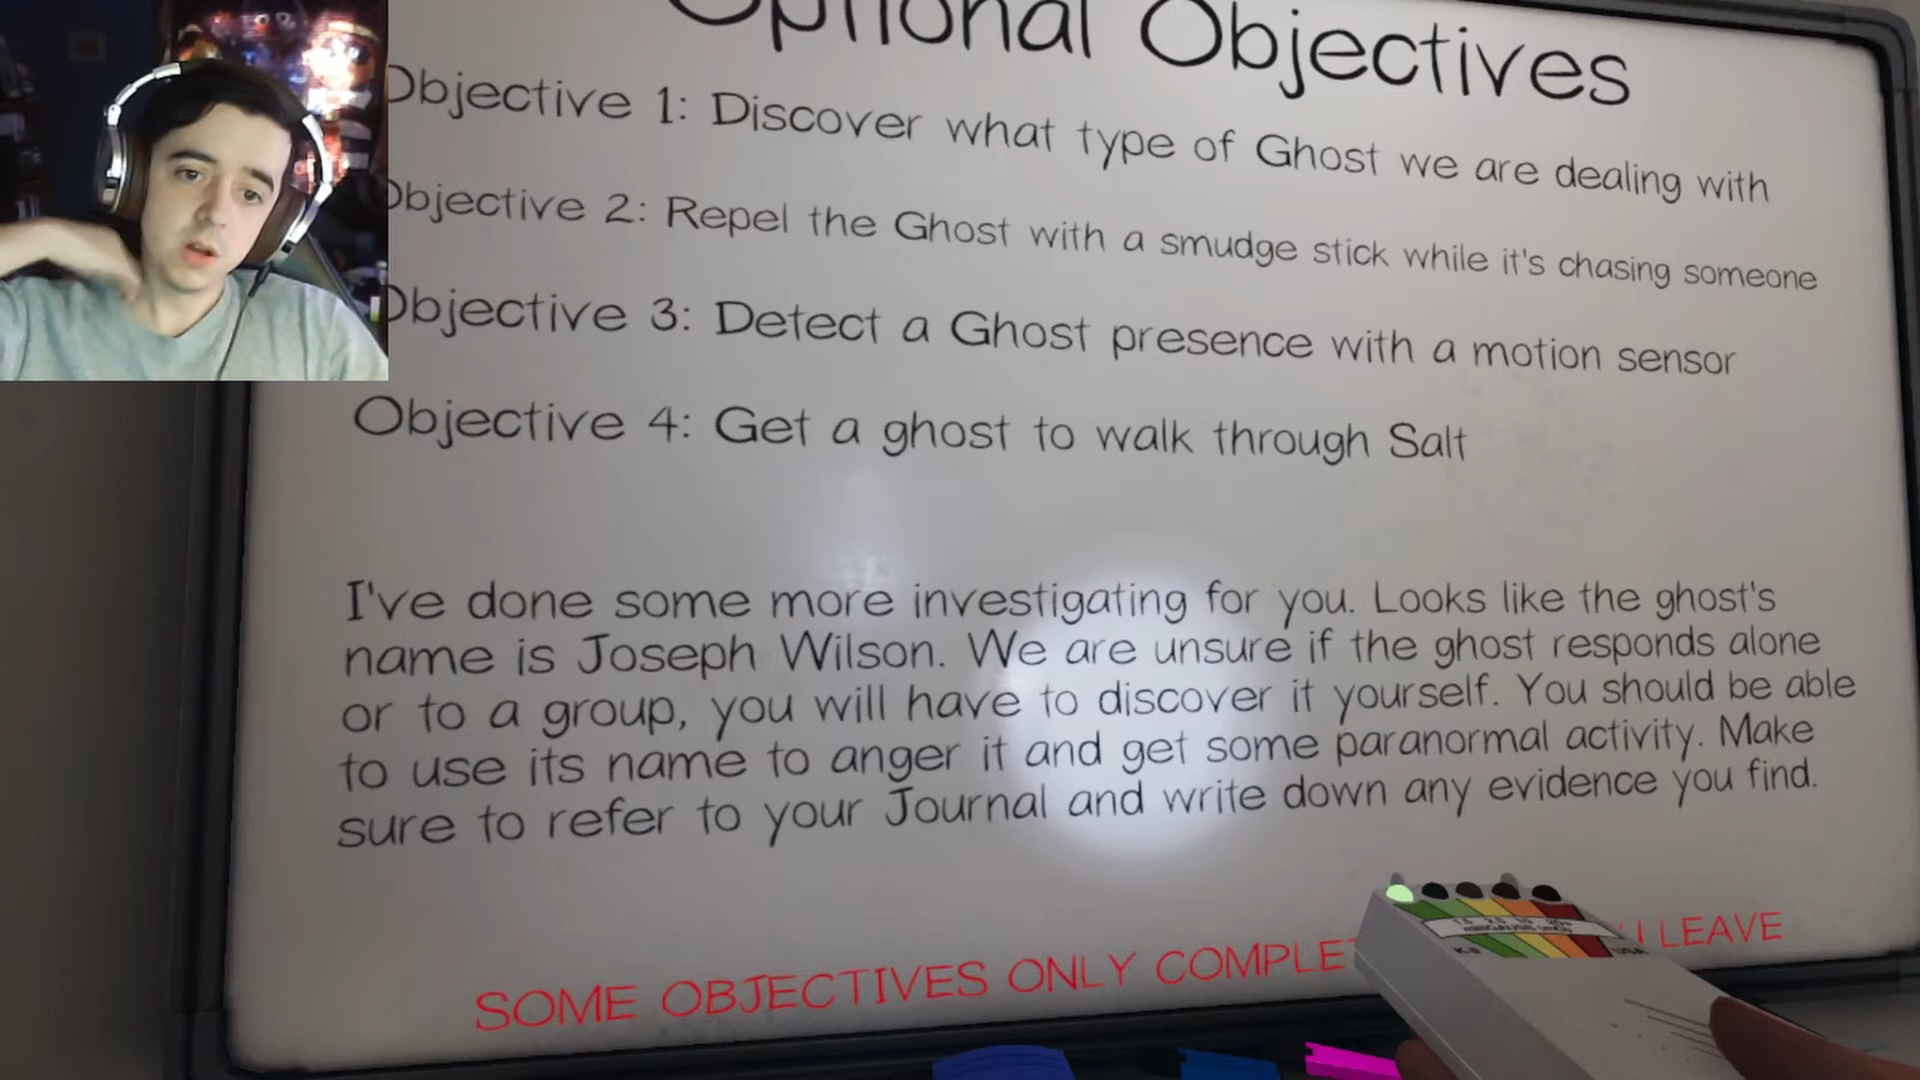 Optional Objectives
Objective 1: Discover what type of Ghost we are dealing with
Objective 2: Repel the Ghost with a smudge stick while it's chasing someone
Objective 3: Detect a Ghost presence with a motion sensor
Objective 4: Get a ghost to walk through Salt
I've done some more investigating for you. Looks like the ghost's
name is Joseph Wilson. We are unsure if the ghost responds alone
or to a group, you will have to discover it yourself. You should be able
to use its name to anger it and get some paranormal activity. Make
sure to refer to your Journal and write down any evidence you find.
SOME OBJECTIVES ONLY COMPLE LEAVE
K-II USA